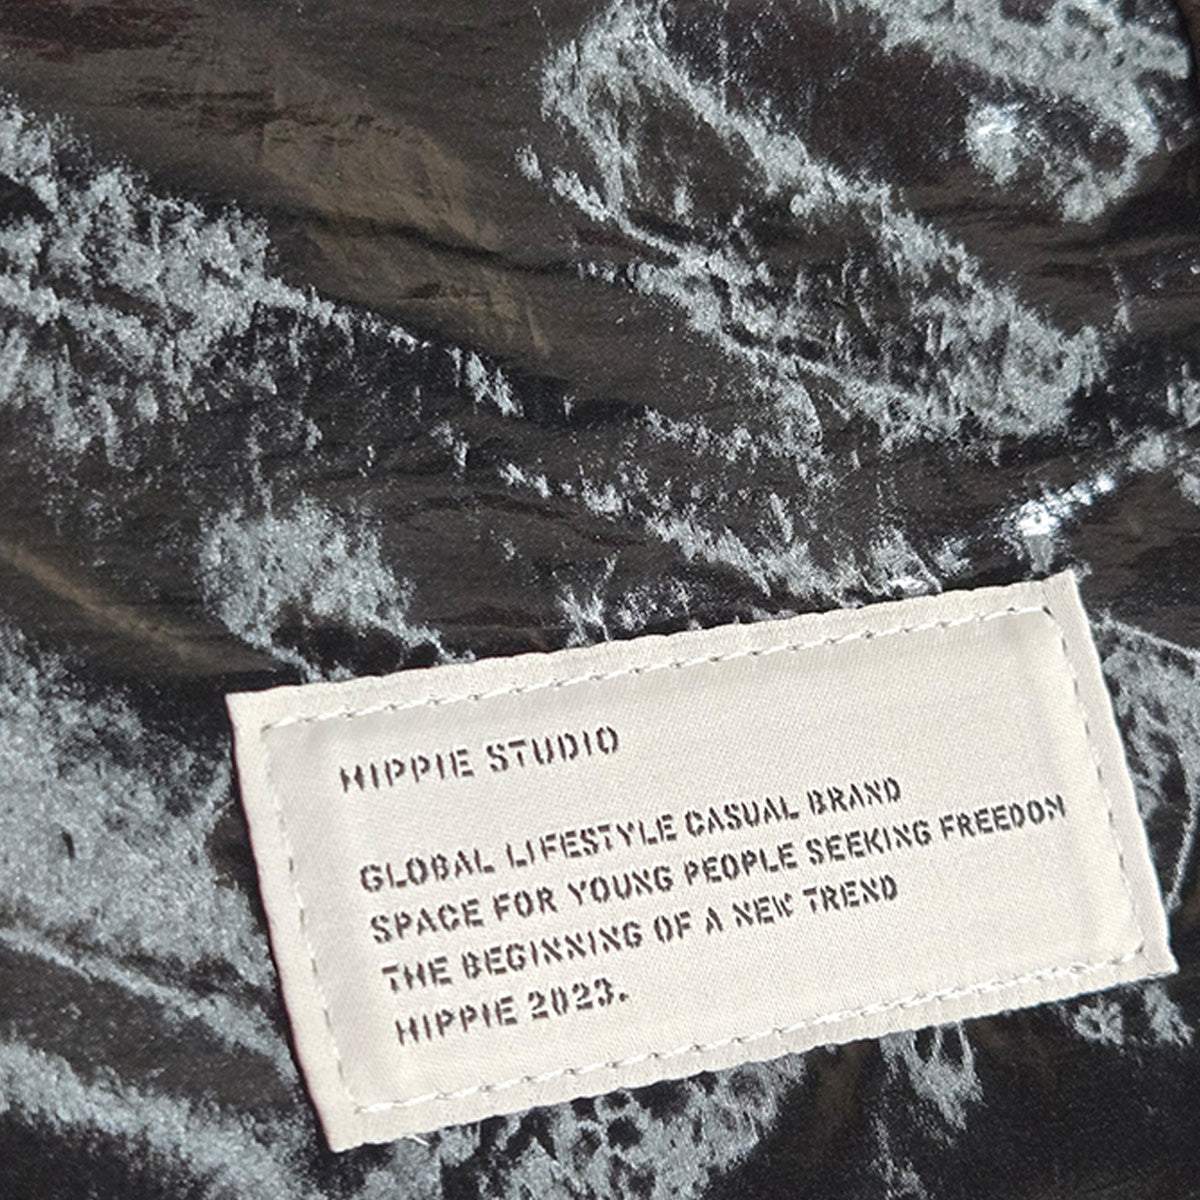 HIPPIE STUDIO
GLOBAL LIFESTYLE CASUAL BRAND
SPACE FOR YOUNG PEOPLE SEEKING FREEDOM
THE BEGINNING OF A NEW TREND
HIPPIE 2023.